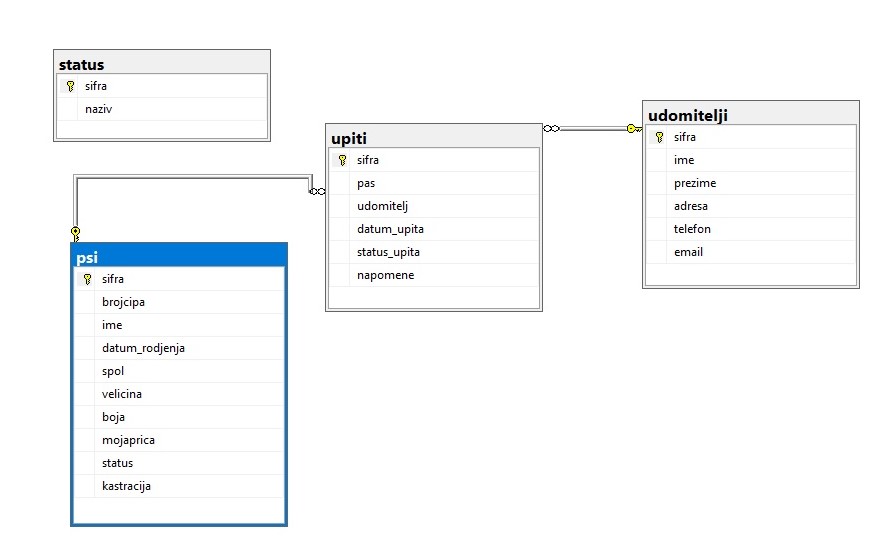 status
sifra
naziv
upiti
sifra
pas
udomitelj
datum_upita
status_upita
napomene
udomitelji
sifra
ime
prezime
adresa
telefon
email
psi
sifra
brojcipa
ime
datum_rodjenja
spol
velicina
boja
mojaprica
status
kastracija